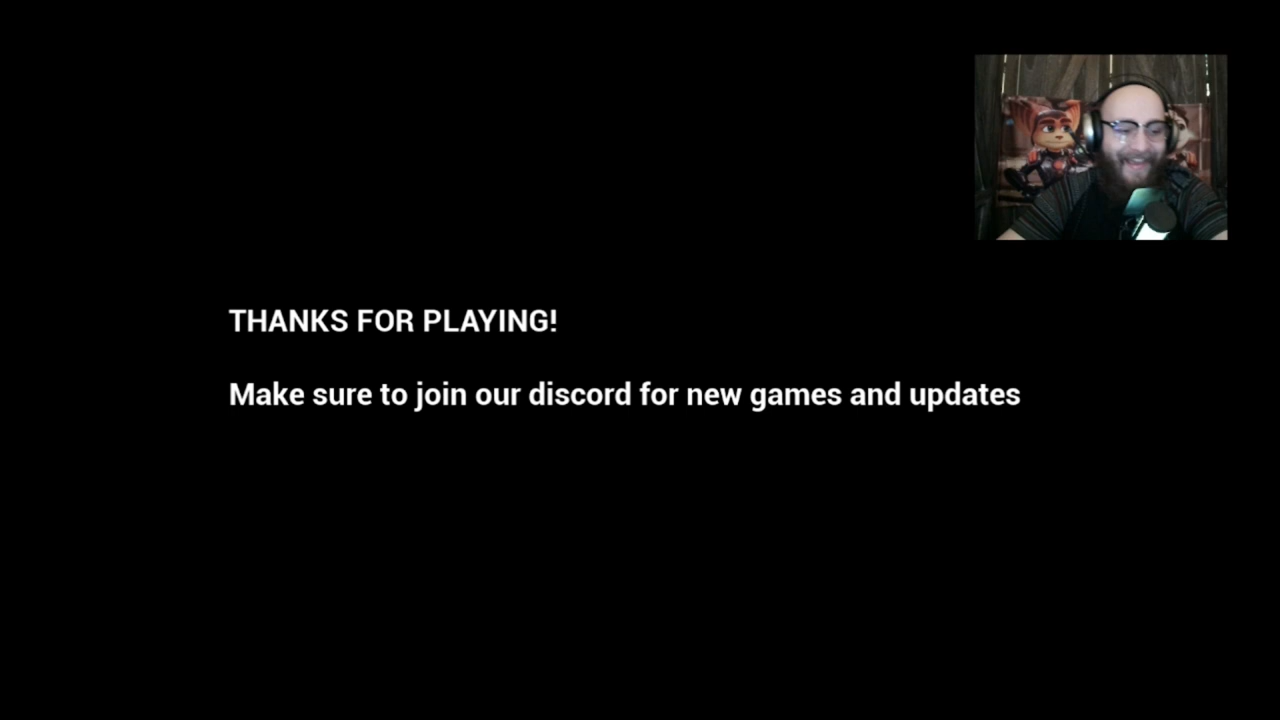 THANKS FOR PLAYING!
Make sure to join our discord for new games and updates